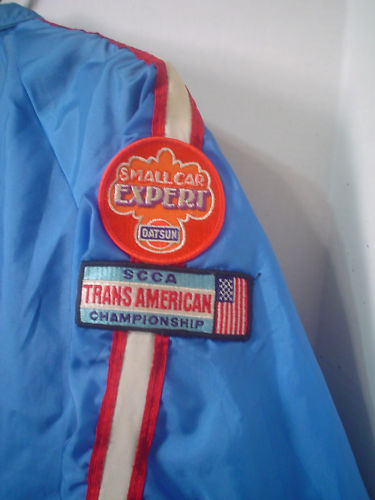 SMALL CAR
EXPERT
DATSUN
SCCA
TRANS AMERICAN
CHAMPIONSHIP